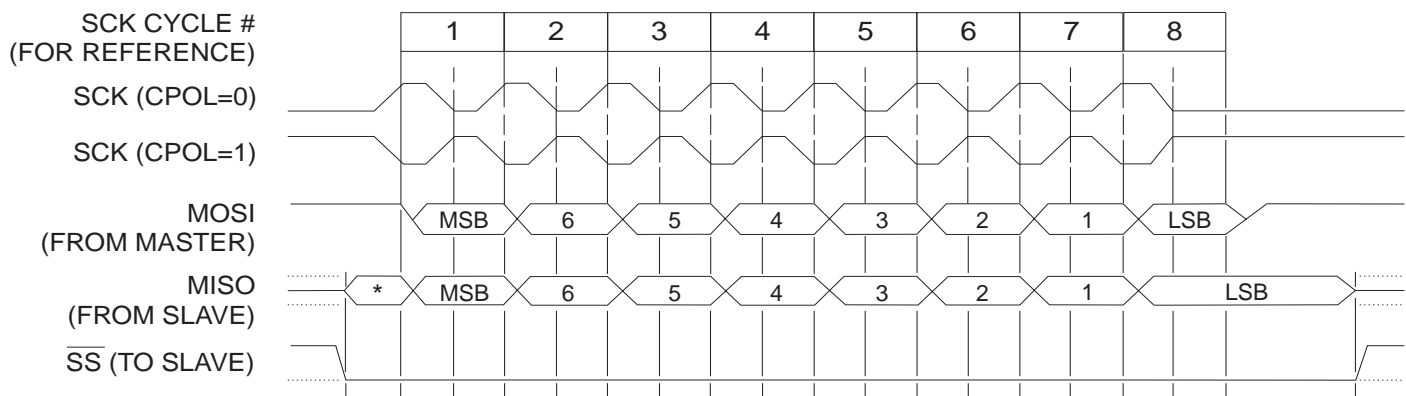 SCK CYCLE # 1 2 3 4 5 6 7 8
(FOR REFERENCE)
SCK (CPOL=0)
SCK (CPOL=1)
MOSI MSB 6 5 4 3 2 1 LSB
(FROM MASTER)
MISO * MSB 6 5 4 3 2 1 LSB
(FROM SLAVE)
SS (TO SLAVE)